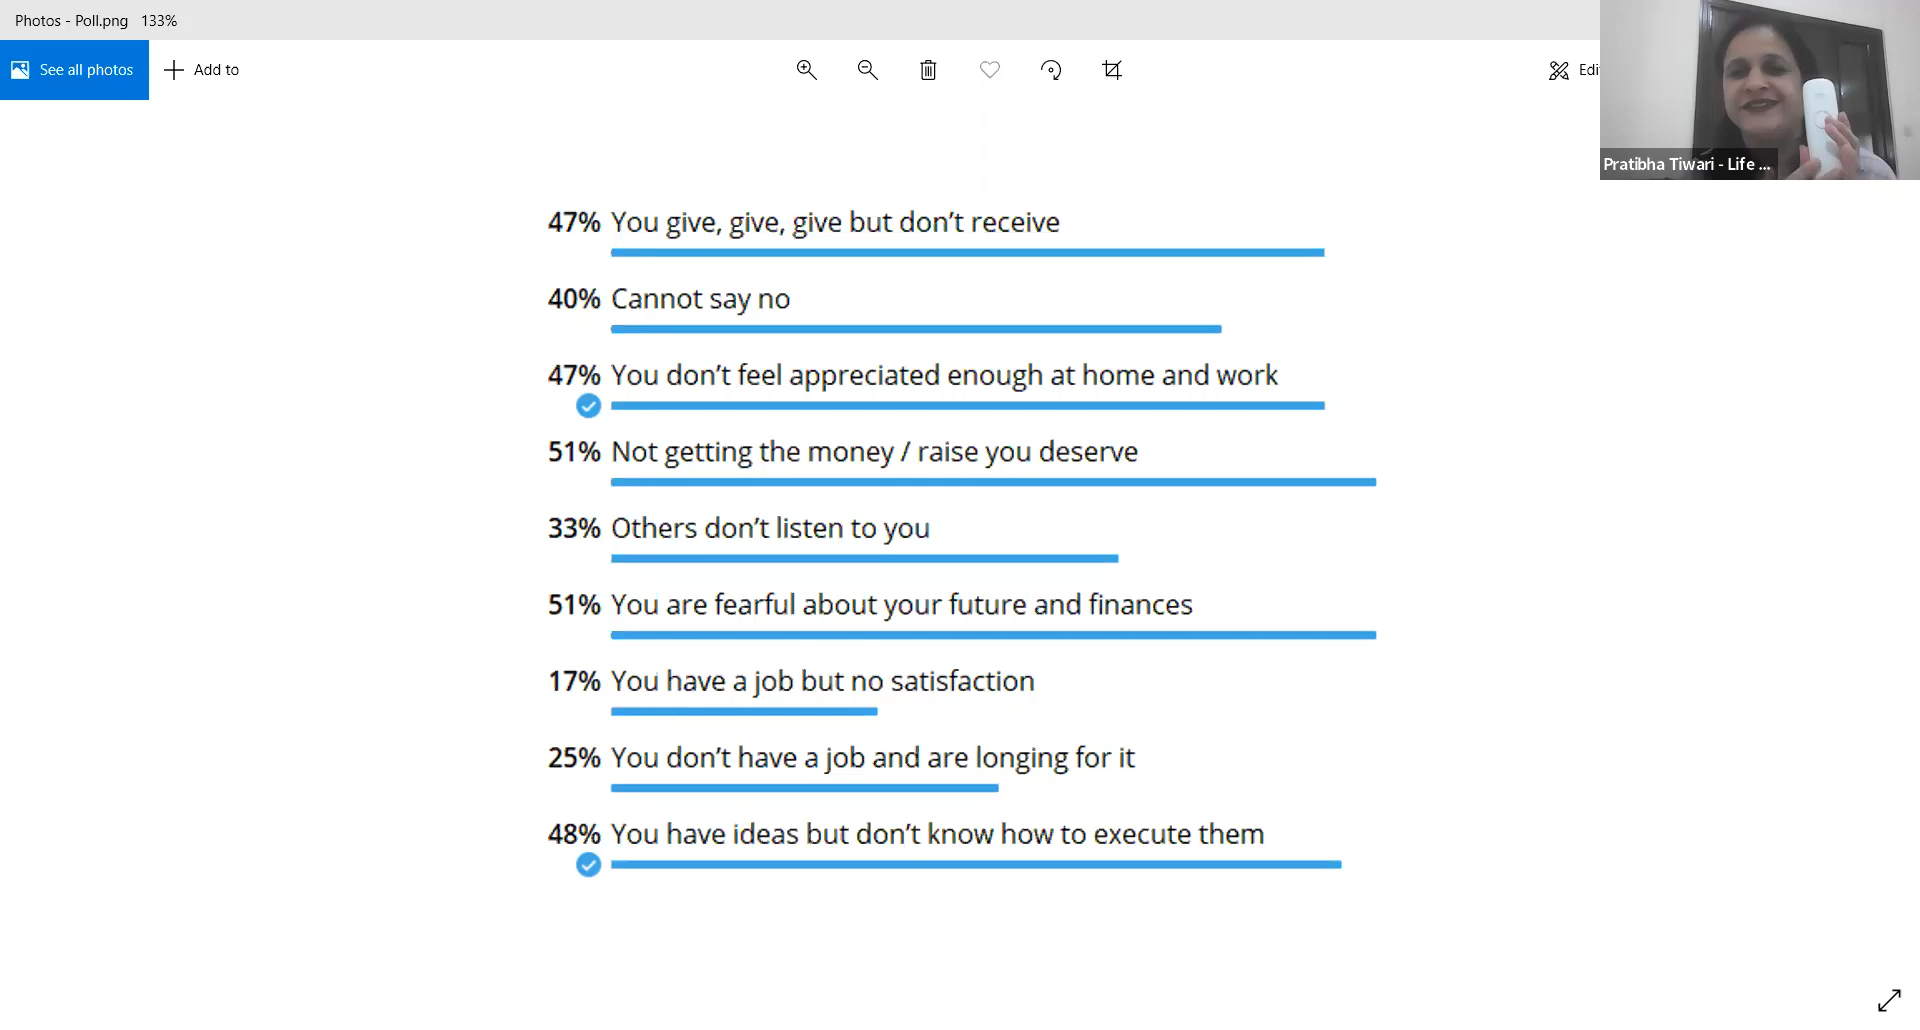 Photos - Poll.png 133%
See all photos
Add to
Edi
Pratibha Tiwari - Life ...
47% You give, give, give but don’t receive
40% Cannot say no
47% You don’t feel appreciated enough at home and work
51% Not getting the money / raise you deserve
33% Others don’t listen to you
51% You are fearful about your future and finances
17% You have a job but no satisfaction
25% You don’t have a job and are longing for it
48% You have ideas but don’t know how to execute them